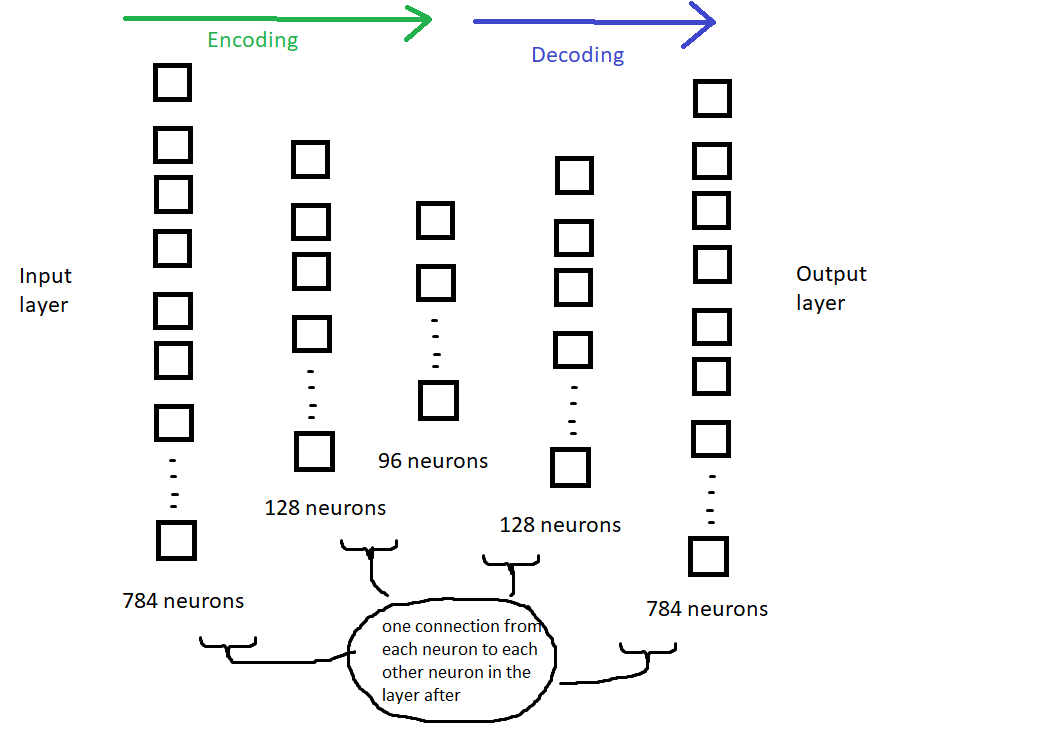 Encoding
Decoding
Input
layer
Output
layer
96 neurons
128 neurons
128 neurons
784 neurons
784 neurons
one connection from
each neuron to each
other neuron in the
layer after